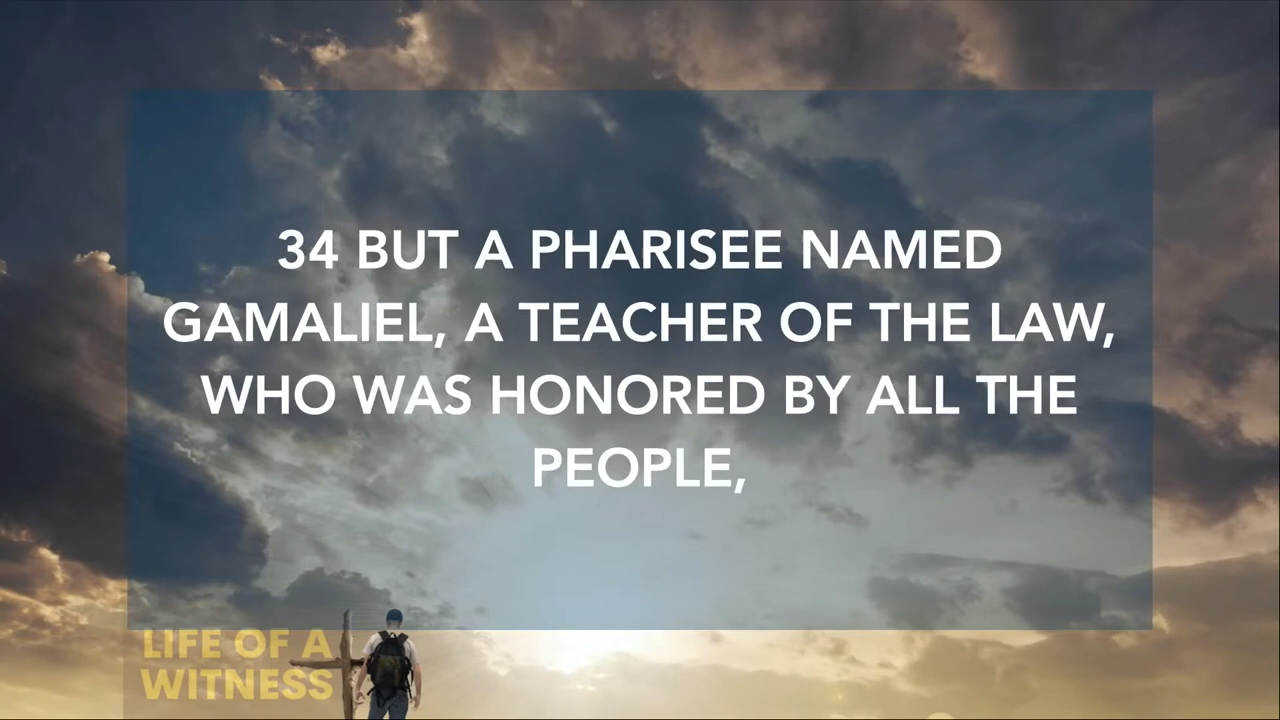 34 BUT A PHARISEE NAMED
GAMALIEL, A TEACHER OF THE LAW,
WHO WAS HONORED BY ALL THE
PEOPLE,
LIFE OF A
WITNESS